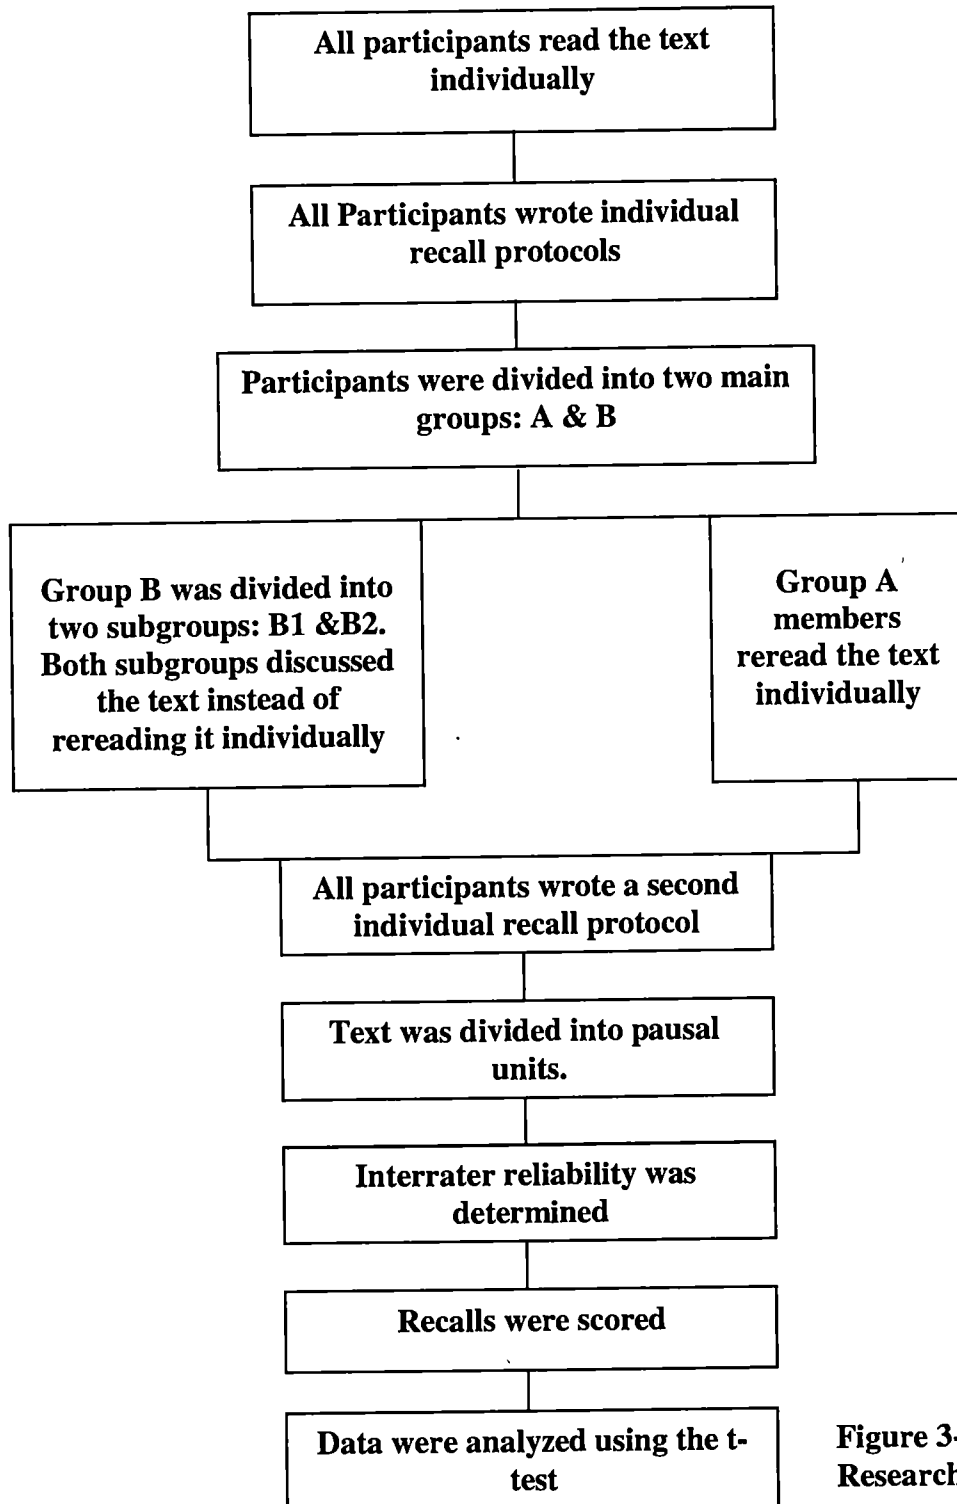 All participants read the text
individually
All Participants wrote individual
recall protocols
Participants were divided into two main
groups: A & B
Group B was divided into
two subgroups: B1 &B2.
Both subgroups discussed
the text instead of
rereading it individually
Group A
members
reread the text
individually
All participants wrote a second
individual recall protocol
Text was divided into pausal
units.
Interrater reliability was
determined
Recalls were scored
Data were analyzed using the t-
test
Figure 3-
Research